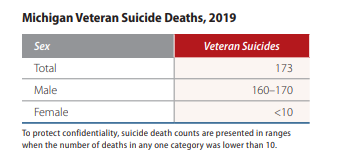 Michigan Veteran Suicide Deaths, 2019
Sex Veteran Suicides
Total 173
Male 160–170
Female <10
To protect confidentiality, suicide death counts are presented in ranges
when the number of deaths in any one category was lower than 10.